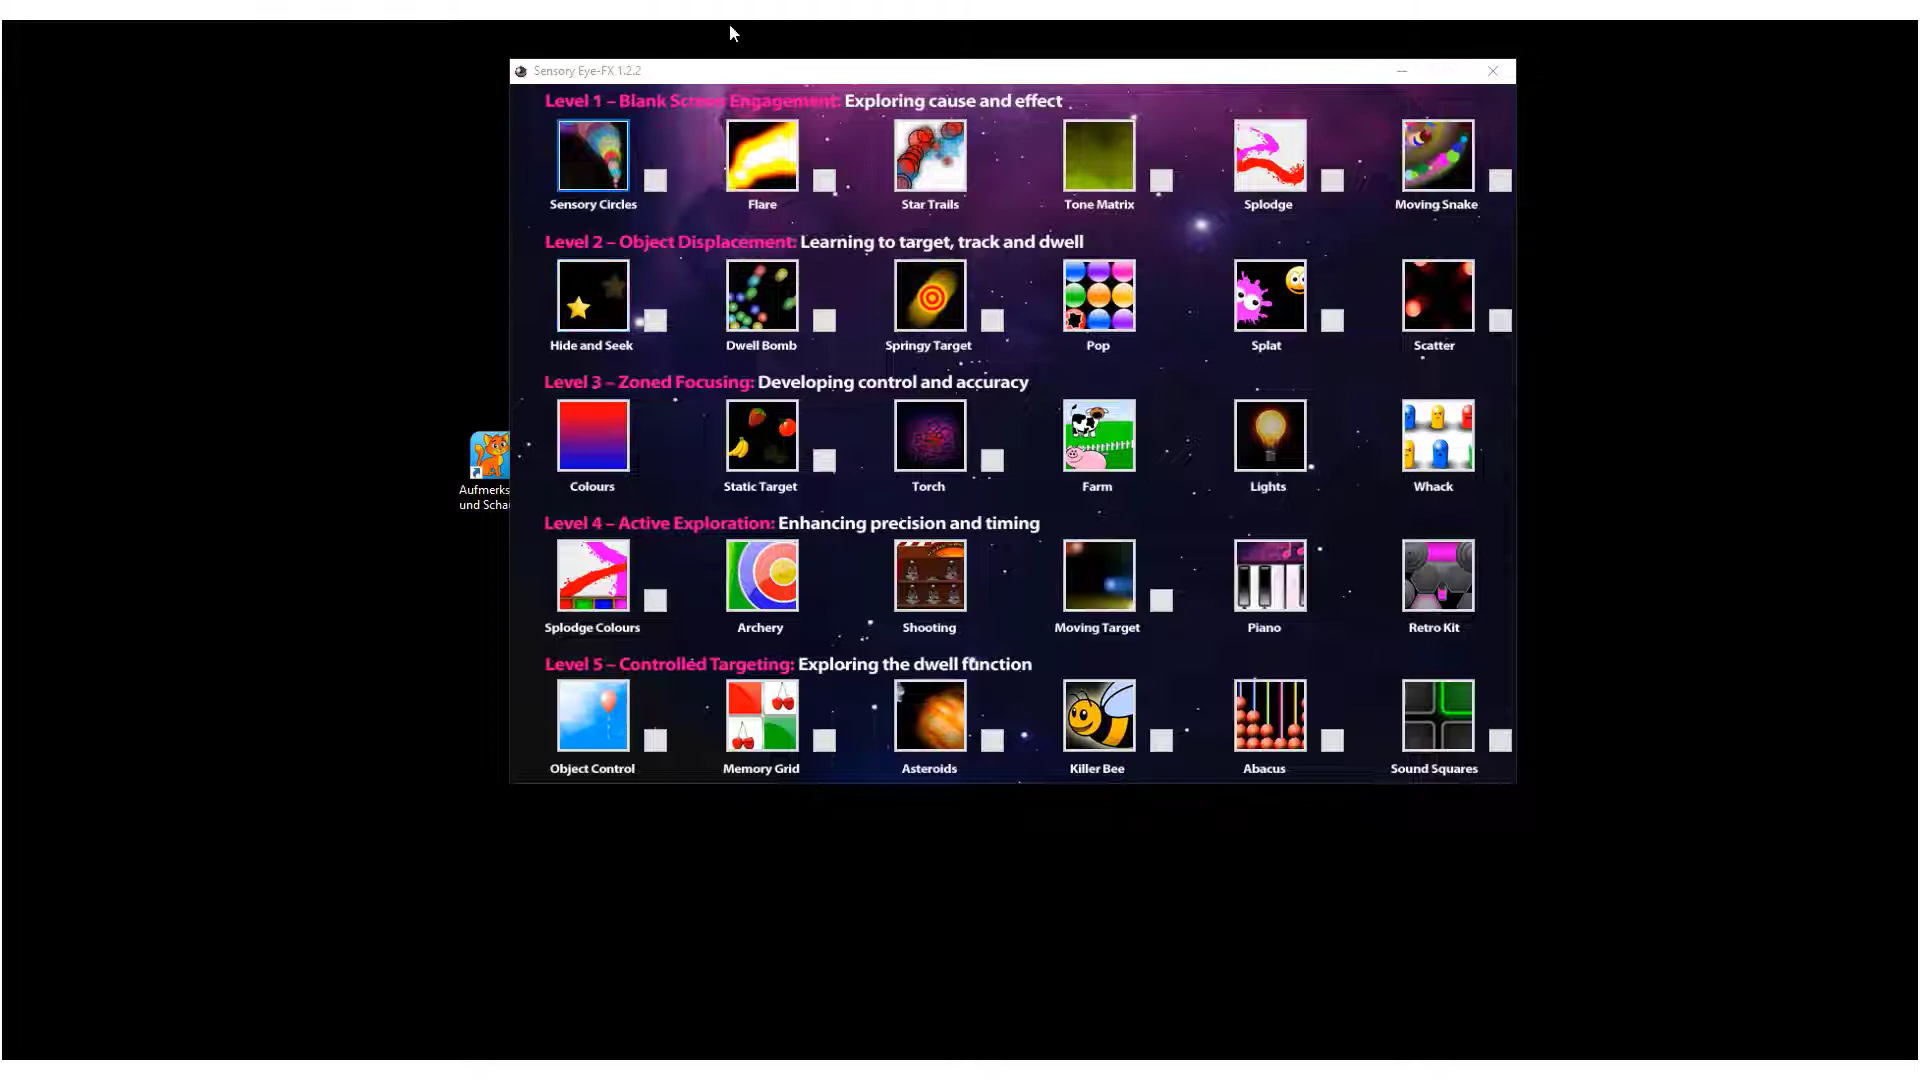 Sensory Eye-FX 1.2.2
Level 1 – Blank Screen Engagement: Exploring cause and effect
Sensory Circles Flare Star Trails Tone Matrix Splodge Moving Snake
Level 2 – Object Displacement: Learning to target, track and dwell
Hide and Seek Dwell Bomb Springy Target Pop Splat Scatter
Level 3 – Zoned Focusing: Developing control and accuracy
Colours Static Target Torch Farm Lights Whack
Aufmerks
und Schau
Level 4 – Active Exploration: Enhancing precision and timing
Splodge Colours Archery Shooting Moving Target Piano Retro Kit
Level 5 – Controlled Targeting: Exploring the dwell function
Object Control Memory Grid Asteroids Killer Bee Abacus Sound Squares